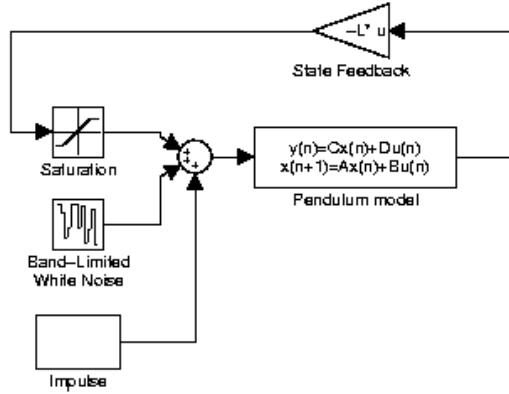 –L* u
State Feedback
Saturation
+
+
+
y(n)=Cx(n)+Du(n)
x(n+1)=Ax(n)+Bu(n)
Pendulum model
Band–Limited
White Noise
Impulse